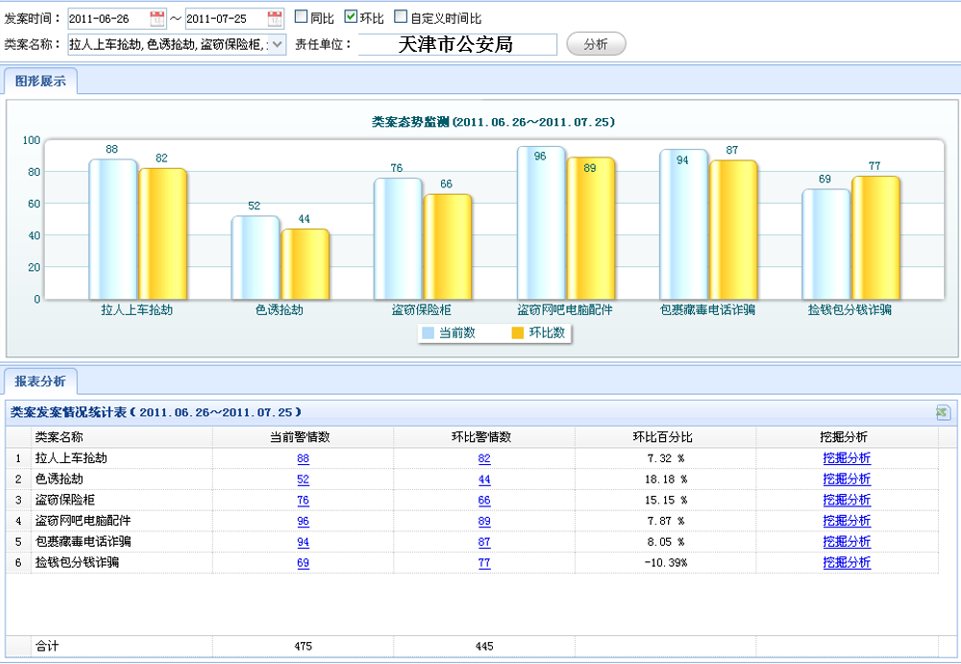 发案时间： 2011-06-26 ～ 2011-07-25 同比 环比 自定义时间比
类案名称： 拉人上车抢劫,色诱抢劫,盗窃保险柜, 责任单位： 天津市公安局 分析
图形展示
类案态势监测(2011.06.26～2011.07.25)
100
80
60
40
20
0
88 82 52 44 76 66 96 89 94 87 69 77
拉人上车抢劫 色诱抢劫 盗窃保险柜 盗窃网吧电脑配件 包裹藏毒电话诈骗 捡钱包分钱诈骗
当前数 环比数
报表分析
类案发案情况统计表(2011.06.26～2011.07.25)
类案名称 当前警情数 环比警情数 环比百分比 挖掘分析
1 拉人上车抢劫 88 82 7.32 % 挖掘分析
2 色诱抢劫 52 44 18.18 % 挖掘分析
3 盗窃保险柜 76 66 15.15 % 挖掘分析
4 盗窃网吧电脑配件 96 89 7.87 % 挖掘分析
5 包裹藏毒电话诈骗 94 87 8.05 % 挖掘分析
6 捡钱包分钱诈骗 69 77 -10.39% 挖掘分析
合计 475 445